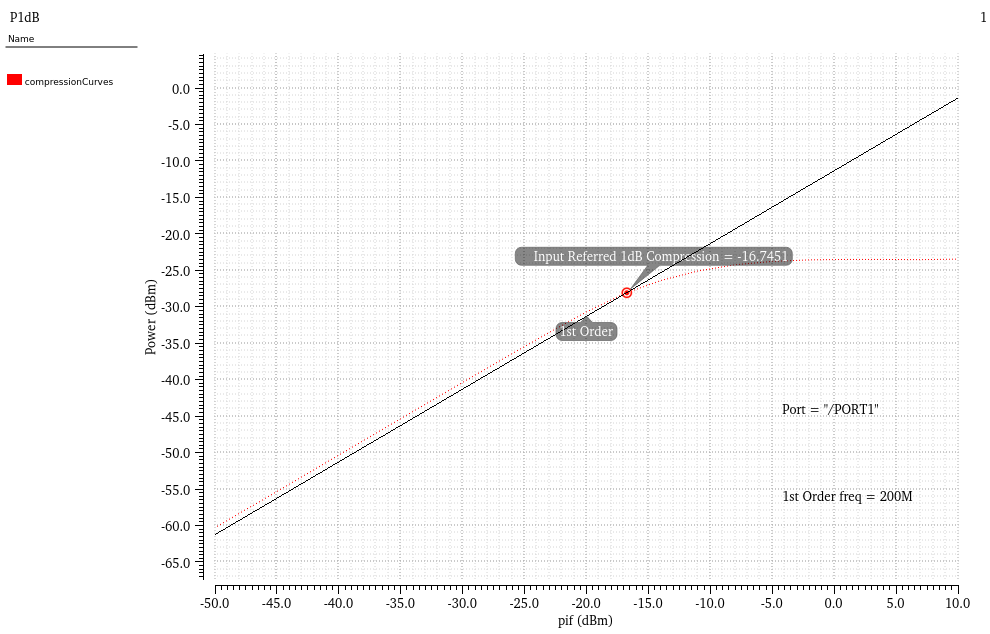 P1dB
1
Name
compressionCurves
0.0
-5.0
-10.0
-15.0
-20.0
-25.0
-30.0
-35.0
-40.0
-45.0
-50.0
-55.0
-60.0
-65.0
Power (dBm)
Input Referred 1dB Compression = -16.7451
1st Order
Port = "/PORT1"
1st Order freq = 200M
-50.0 -45.0 -40.0 -35.0 -30.0 -25.0 -20.0 -15.0 -10.0 -5.0 0.0 5.0 10.0
pif (dBm)